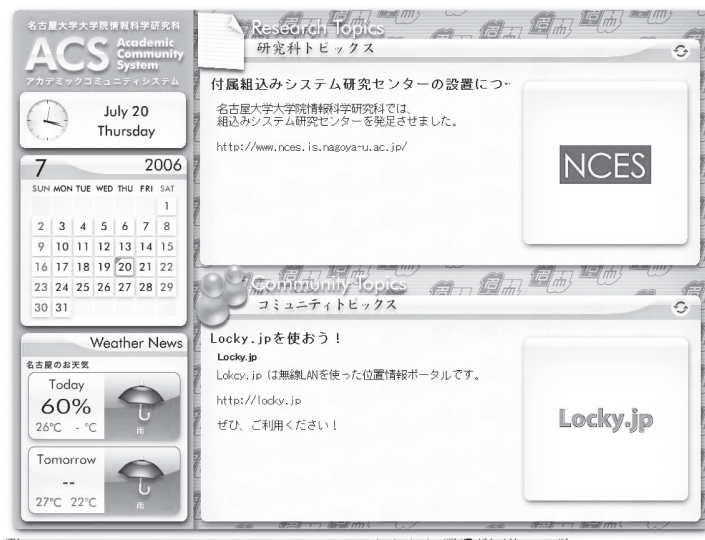 名古屋大学大学院情報科学研究科
ACS Academic Community System
アカデミックコミュニティシステム
July 20
Thursday
7 2006
SUN MON TUE WED THU FRI SAT
1
2 3 4 5 6 7 8
9 10 11 12 13 14 15
16 17 18 19 20 21 22
23 24 25 26 27 28 29
30 31
Weather News
名古屋のお天気
Today
60%
26℃ - ℃
雨
Tomorrow
--
27℃ 22℃
雨
Research Topics
研究科トピックス
付属組込みシステム研究センターの設置につ…
名古屋大学大学院情報科学研究科では、
組込みシステム研究センターを発足させました。
http://www.nces.is.nagoya-u.ac.jp/
NCES
Community Topics
コミュニティトピックス
Locky.jpを使おう！
Locky.jp
Lokcy.jp は無線LANを使った位置情報ポータルです。
http://locky.jp
ぜひ、ご利用ください！
Locky.jp